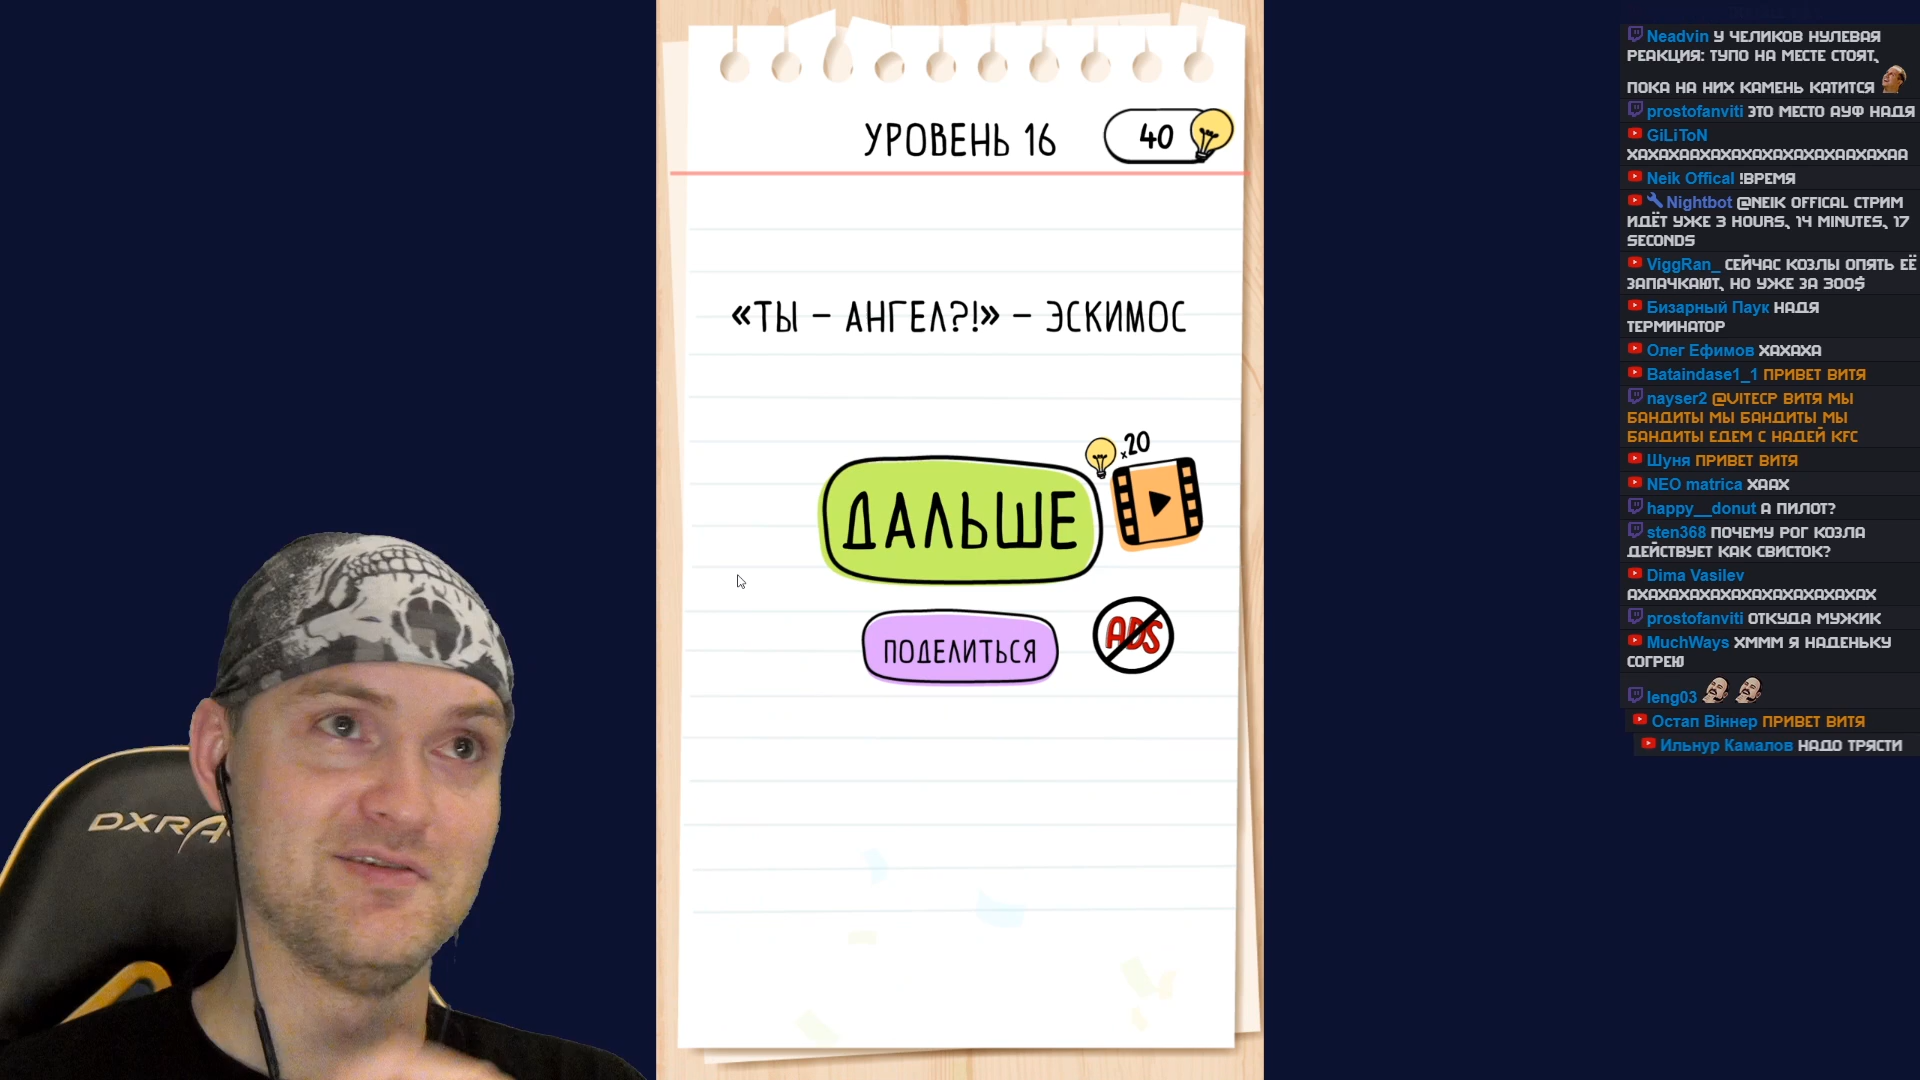 УРОВЕНЬ 16
40
«ТЫ – АНГЕЛ?!» – ЭСКИМОС
x20
ДАЛЬШЕ
ПОДЕЛИТЬСЯ
ADS
Neadvin У ЧЕЛИКОВ НУЛЕВАЯ
РЕАКЦИЯ: ТУПО НА МЕСТЕ СТОЯТ,
ПОКА НА НИХ КАМЕНЬ КАТИТСЯ
prostofanviti ЭТО МЕСТО АУФ НАДЯ
GiLiToN
ХАХАХААХАХАХАХАХАХАХААХАХАА
Neik Offical !ВРЕМЯ
Nightbot @NEIK OFFICAL СТРИМ
ИДЁТ УЖЕ 3 HOURS, 14 MINUTES, 17
SECONDS
ViggRan_ СЕЙЧАС КОЗЛЫ ОПЯТЬ ЕЁ
ЗАПАЧКАЮТ, НО УЖЕ ЗА 300$
Бизарный Паук НАДЯ
ТЕРМИНАТОР
Олег Ефимов ХАХАХА
Bataindase1_1 ПРИВЕТ ВИТЯ
nayser2 @VITECP ВИТЯ МЫ
БАНДИТЫ МЫ БАНДИТЫ МЫ
БАНДИТЫ ЕДЕМ С НАДЕЙ KFC
Шуня ПРИВЕТ ВИТЯ
NEO matrica ХААХ
happy__donut А ПИЛОТ?
sten368 ПОЧЕМУ РОГ КОЗЛА
ДЕЙСТВУЕТ КАК СВИСТОК?
Dima Vasilev
АХАХАХАХАХАХАХАХАХАХАХ
prostofanviti ОТКУДА МУЖИК
MuchWays ХМММ Я НАДЕНЬКУ
СОГРЕЮ
leng03
Остап Віннер ПРИВЕТ ВИТЯ
Ильнур Камалов НАДО ТРЯСТИ